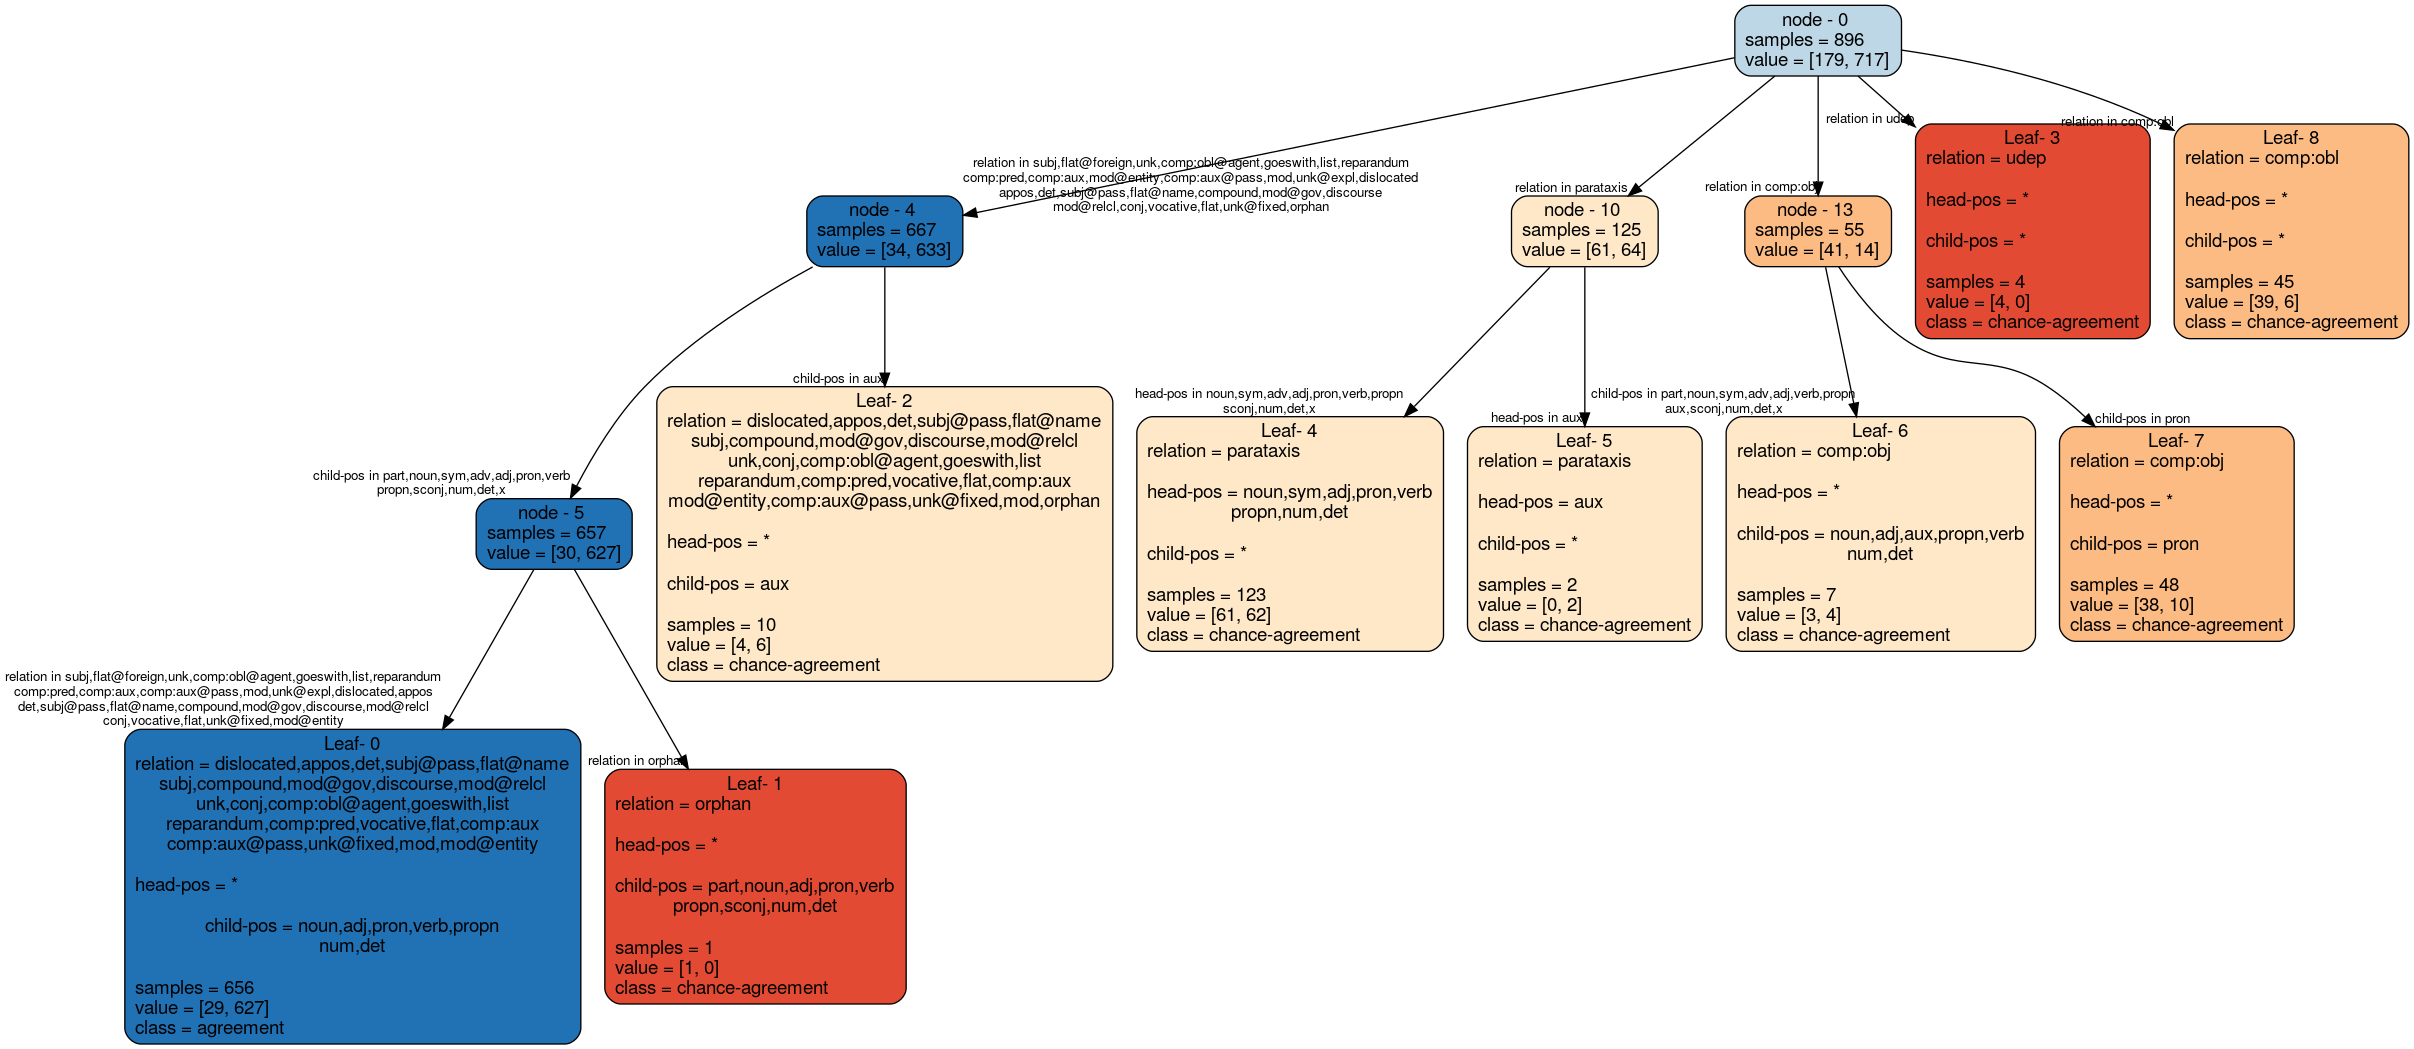 node - 0
samples = 896
value = [179, 717]
relation in subj,flat@foreign,unk,comp:obl@agent,goeswith,list,reparandum
comp:pred,comp:aux,mod@entity,comp:aux@pass,mod,unk@expl,dislocated
appos,det,subj@pass,flat@name,compound,mod@gov,discourse
mod@relcl,conj,vocative,flat,unk@fixed,orphan
node - 4
samples = 667
value = [34, 633]
relation in parataxis
node - 10
samples = 125
value = [61, 64]
relation in comp:obj
node - 13
samples = 55
value = [41, 14]
relation in udep
Leaf- 3
relation = udep
head-pos = *
child-pos = *
samples = 4
value = [4, 0]
class = chance-agreement
relation in comp:obl
Leaf- 8
relation = comp:obl
head-pos = *
child-pos = *
samples = 45
value = [39, 6]
class = chance-agreement
child-pos in part,noun,sym,adv,adj,pron,verb
propn,sconj,num,det,x
node - 5
samples = 657
value = [30, 627]
child-pos in aux
Leaf- 2
relation = dislocated,appos,det,subj@pass,flat@name
subj,compound,mod@gov,discourse,mod@relcl
unk,conj,comp:obl@agent,goeswith,list
reparandum,comp:pred,vocative,flat,comp:aux
mod@entity,comp:aux@pass,unk@fixed,mod,orphan
head-pos = *
child-pos = aux
samples = 10
value = [4, 6]
class = chance-agreement
head-pos in noun,sym,adv,adj,pron,verb,propn
sconj,num,det,x
Leaf- 4
relation = parataxis
head-pos = noun,sym,adj,pron,verb
propn,num,det
child-pos = *
samples = 123
value = [61, 62]
class = chance-agreement
head-pos in aux
Leaf- 5
relation = parataxis
head-pos = aux
child-pos = *
samples = 2
value = [0, 2]
class = chance-agreement
child-pos in part,noun,sym,adv,adj,verb,propn
aux,sconj,num,det,x
Leaf- 6
relation = comp:obj
head-pos = *
child-pos = noun,adj,aux,propn,verb
num,det
samples = 7
value = [3, 4]
class = chance-agreement
child-pos in pron
Leaf- 7
relation = comp:obj
head-pos = *
child-pos = pron
samples = 48
value = [38, 10]
class = chance-agreement
relation in subj,flat@foreign,unk,comp:obl@agent,goeswith,list,reparandum
comp:pred,comp:aux,comp:aux@pass,mod,unk@expl,dislocated,appos
det,subj@pass,flat@name,compound,mod@gov,discourse,mod@relcl
conj,vocative,flat,unk@fixed,mod@entity
Leaf- 0
relation = dislocated,appos,det,subj@pass,flat@name
subj,compound,mod@gov,discourse,mod@relcl
unk,conj,comp:obl@agent,goeswith,list
reparandum,comp:pred,vocative,flat,comp:aux
comp:aux@pass,unk@fixed,mod,mod@entity
head-pos = *
child-pos = noun,adj,pron,verb,propn
num,det
samples = 656
value = [29, 627]
class = agreement
relation in orphan
Leaf- 1
relation = orphan
head-pos = *
child-pos = part,noun,adj,pron,verb
propn,sconj,num,det
samples = 1
value = [1, 0]
class = chance-agreement